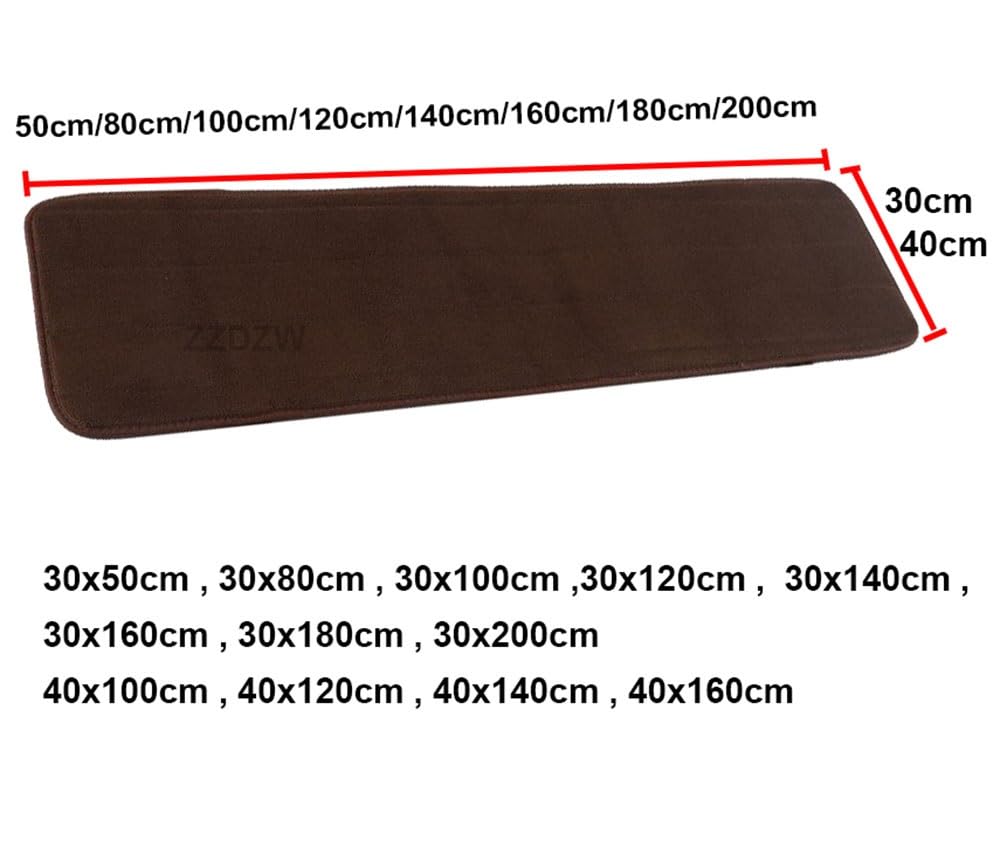 50cm/80cm/100cm/120cm/140cm/160cm/180cm/200cm
30cm
40cm
ZZDZW
30x50cm , 30x80cm , 30x100cm ,30x120cm , 30x140cm ,
30x160cm , 30x180cm , 30x200cm
40x100cm , 40x120cm , 40x140cm , 40x160cm